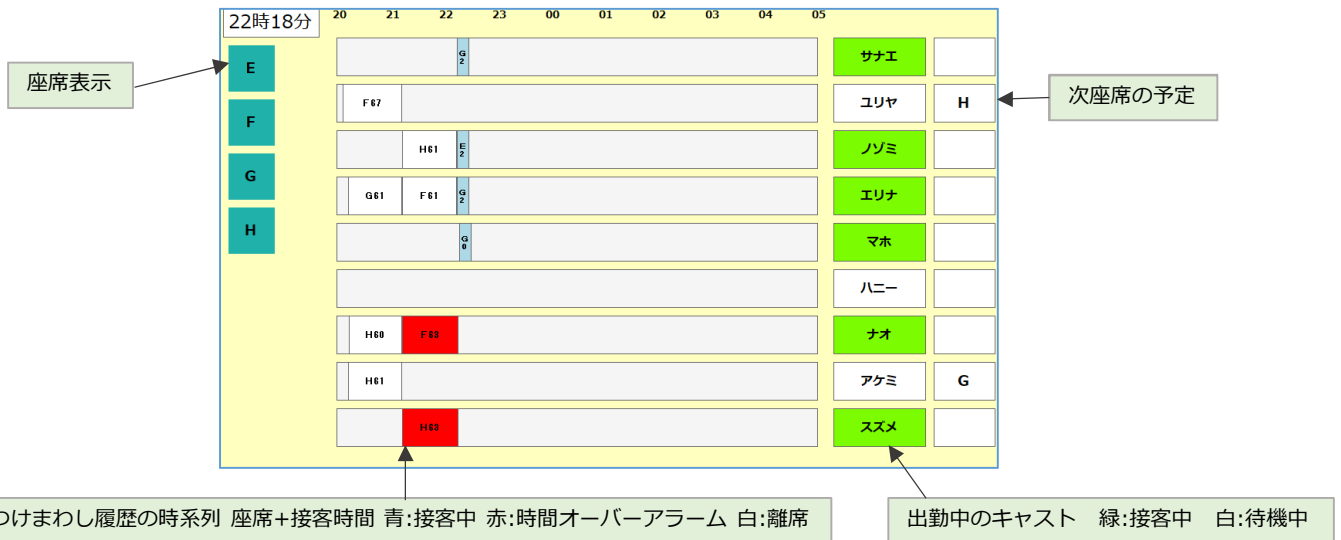 22時18分 20 21 22 23 00 01 02 03 04 05
座席表示
E
F
G
H
G2 サナエ
F67 ユリヤ H
次座席の予定
H61 E2 ノゾミ
G61 F61 G2 エリナ
G0 マホ
ハニー
H60 F63 ナオ
H61 アケミ G
H63 スズメ
つけまわし履歴の時系列 座席+接客時間 青:接客中 赤:時間オーバーアラーム 白:離席
出勤中のキャスト 緑:接客中 白:待機中